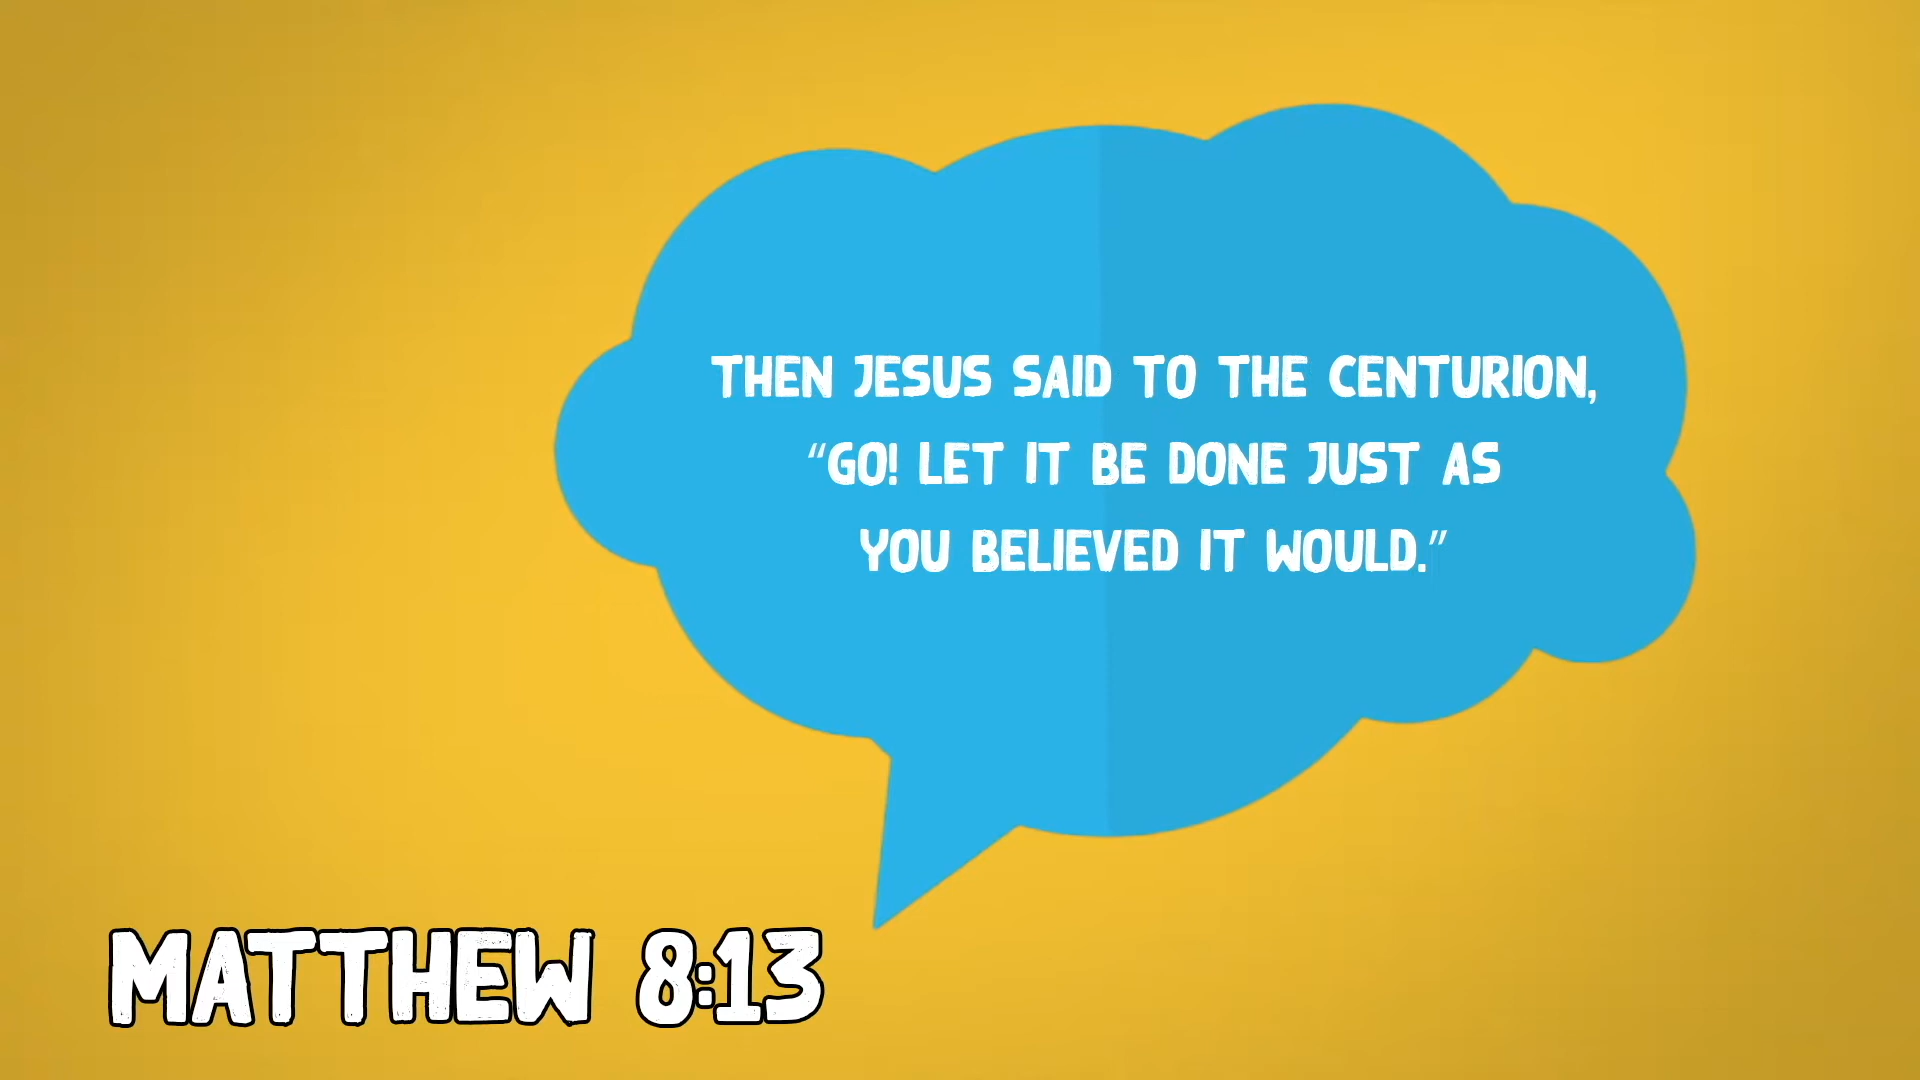 THEN JESUS SAID TO THE CENTURION,
“GO! LET IT BE DONE JUST AS
YOU BELIEVED IT WOULD.”
MATTHEW 8:13